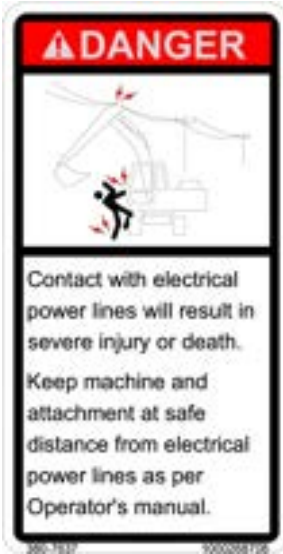 DANGER
Contact with electrical
power lines will result in
severe injury or death.
Keep machine and
attachment at safe
distance from electrical
power lines as per
Operator's manual.